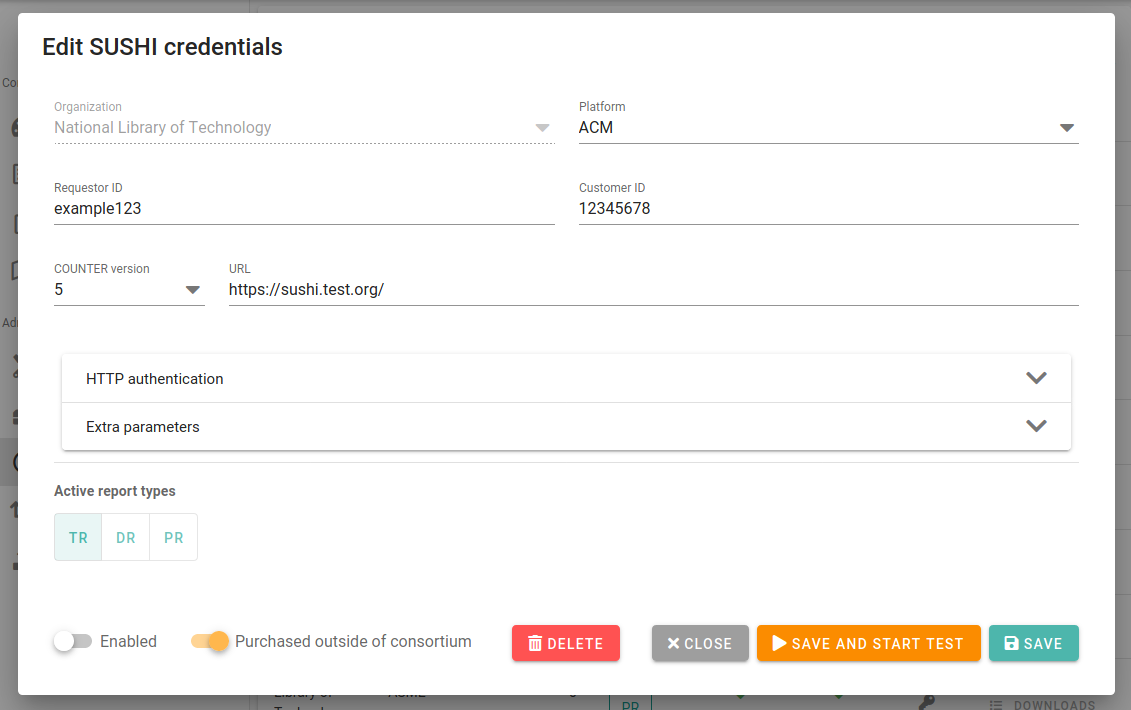 Edit SUSHI credentials
Organization
National Library of Technology
Platform
ACM
Requestor ID
example123
Customer ID
12345678
COUNTER version
5
URL
https://sushi.test.org/
HTTP authentication
Extra parameters
Active report types
TR DR PR
Enabled
Purchased outside of consortium
DELETE
CLOSE
SAVE AND START TEST
SAVE
PR
DOWNLOADS